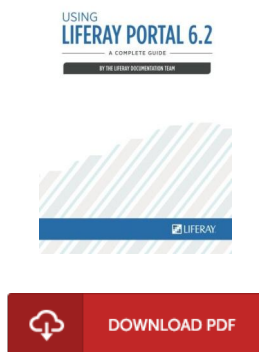 USING
LIFERAY PORTAL 6.2
A COMPLETE GUIDE
BY THE LIFERAY DOCUMENTATION TEAM
LIFERAY.
DOWNLOAD PDF